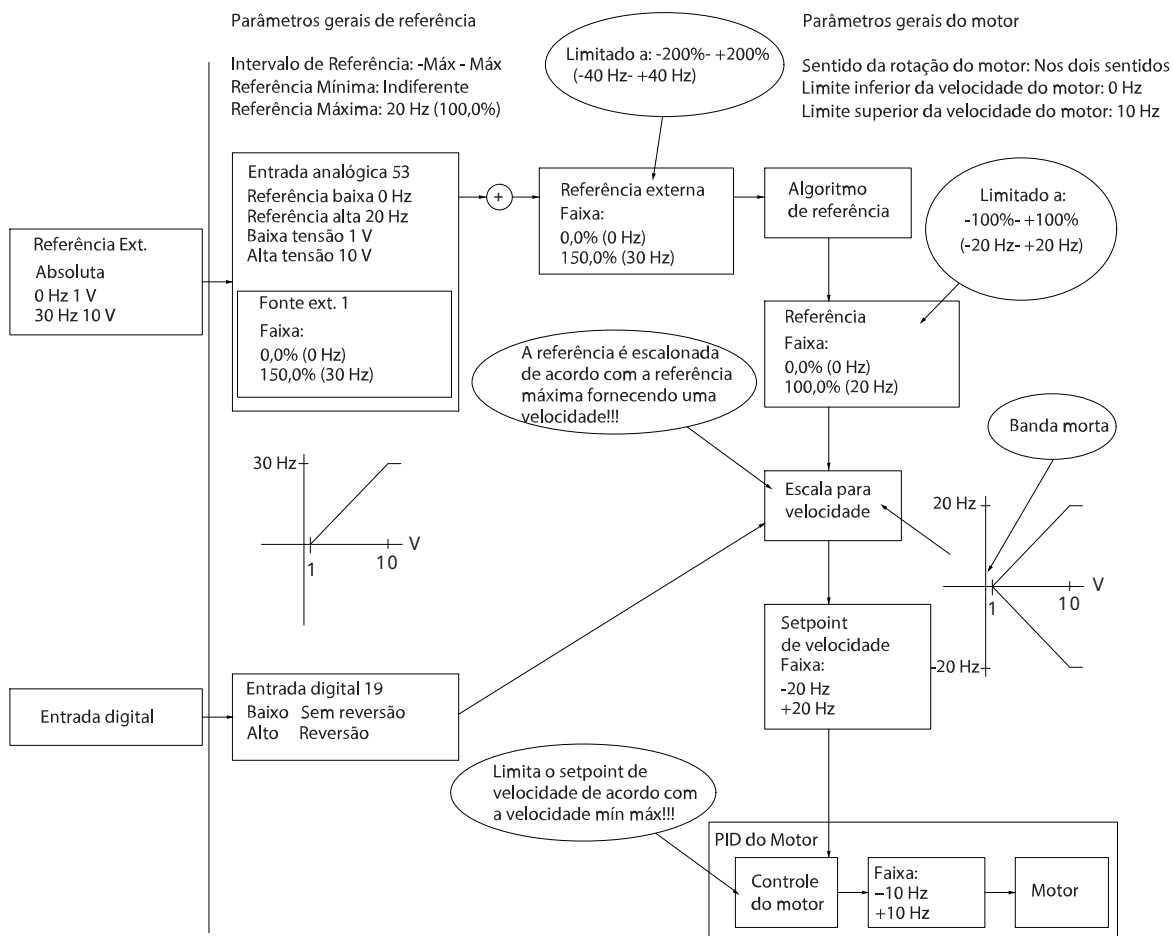 Parâmetros gerais de referência
Intervalo de Referência: -Máx - Máx
Referência Mínima: Indiferente
Referência Máxima: 20 Hz (100,0%)
Limitado a: -200%- +200%
(-40 Hz- +40 Hz)
Parâmetros gerais do motor
Sentido da rotação do motor: Nos dois sentidos
Limite inferior da velocidade do motor: 0 Hz
Limite superior da velocidade do motor: 10 Hz
Referência Ext.
Absoluta
0 Hz 1 V
30 Hz 10 V
Entrada analógica 53
Referência baixa 0 Hz
Referência alta 20 Hz
Baixa tensão 1 V
Alta tensão 10 V
Fonte ext. 1
Faixa:
0,0% (0 Hz)
150,0% (30 Hz)
+
Referência externa
Faixa:
0,0% (0 Hz)
150,0% (30 Hz)
Algoritmo
de referência
Limitado a:
-100%- +100%
(-20 Hz- +20 Hz)
Referência
Faixa:
0,0% (0 Hz)
100,0% (20 Hz)
A referência é escalonada
de acordo com a referência
máxima fornecendo uma
velocidade!!!
Banda morta
30 Hz
1
10
V
Escala para
velocidade
20 Hz
V
1
10
-20 Hz
Setpoint
de velocidade
Faixa:
-20 Hz
+20 Hz
Entrada digital
Entrada digital 19
Baixo Sem reversão
Alto Reversão
Limita o setpoint de
velocidade de acordo com
a velocidade mín máx!!!
PID do Motor
Controle
do motor
Faixa:
–10 Hz
+10 Hz
Motor